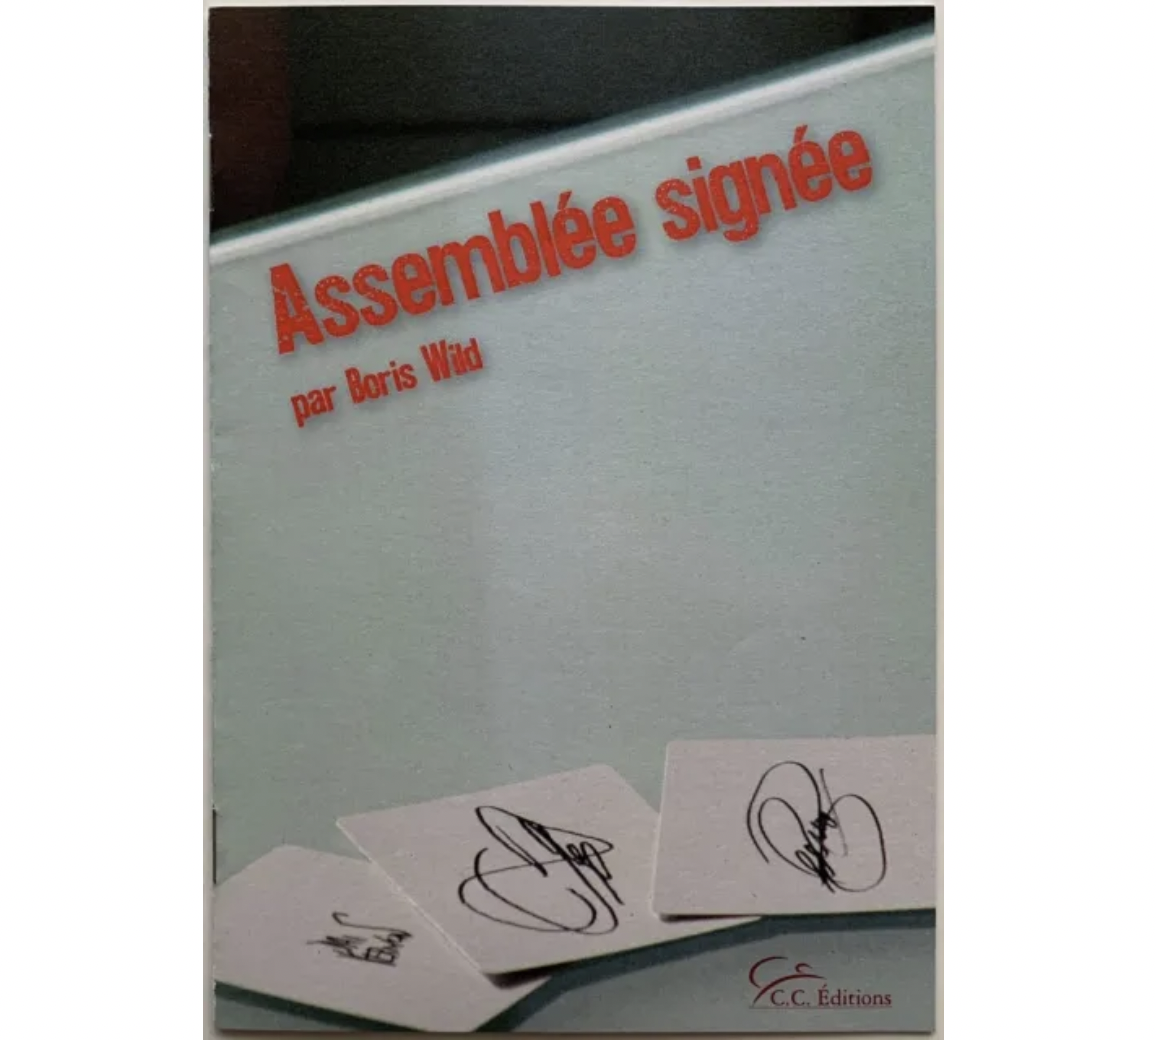 Assemblée signée
par Boris Wild
C.C. Éditions